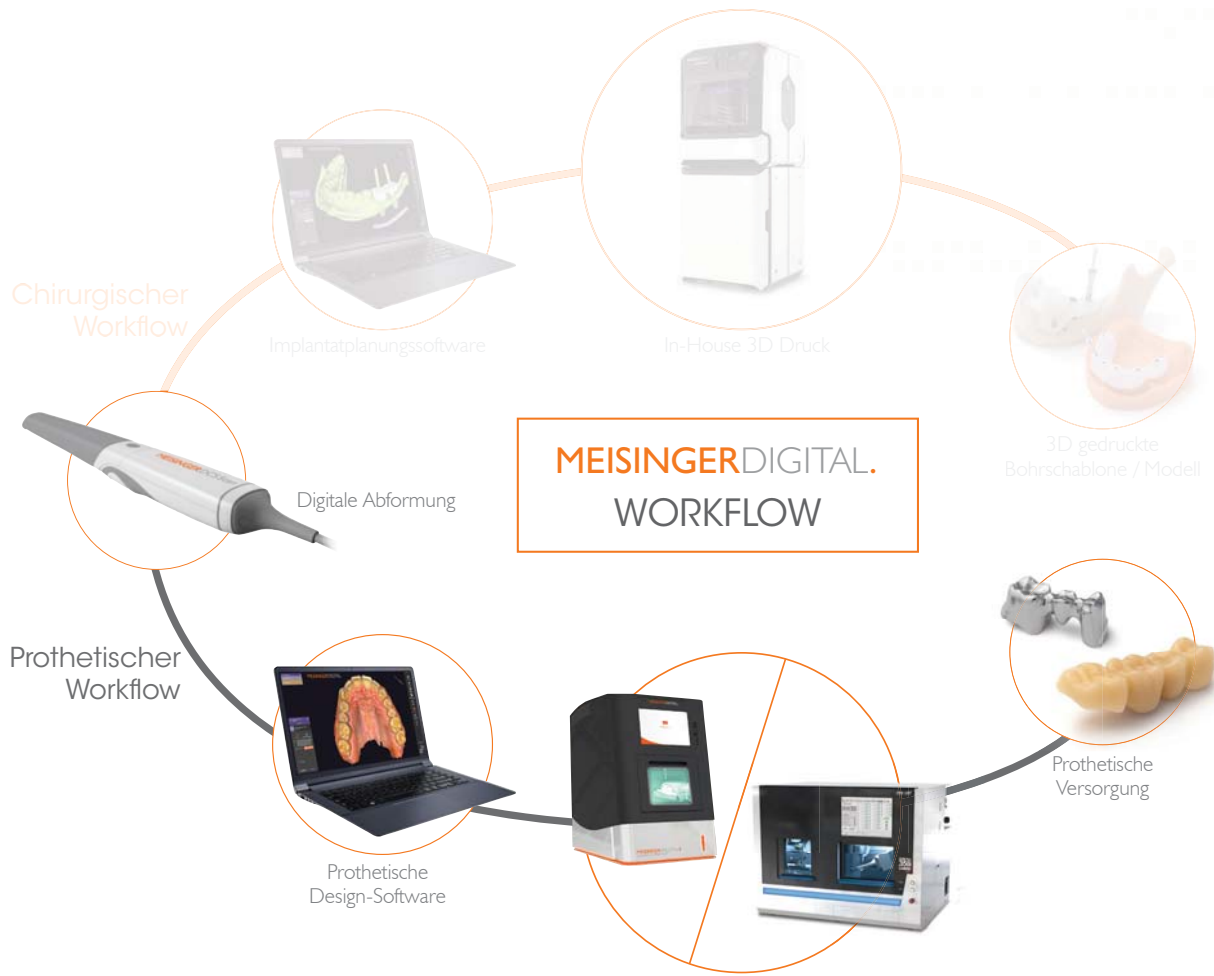 Chirurgischer
Workflow
Implantatplanungssoftware
In-House 3D Druck
3D gedruckte
Bohrschablone / Modell
MEISINGERDIGITAL.
WORKFLOW
Digitale Abformung
Prothetischer
Workflow
Prothetische
Design-Software
Prothetische
Versorgung